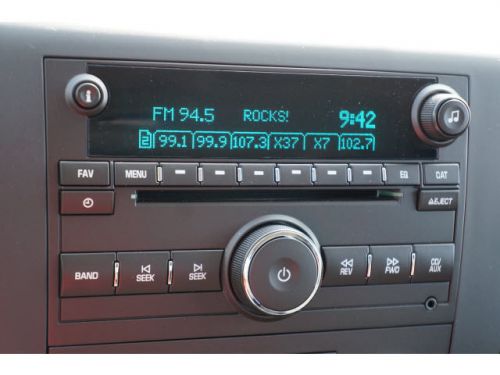 FM 94.5 ROCKS! 9:42
2 99.1 99.9 107.3 X37 X7 102.7
FAV MENU EQ CAT
EJECT
BAND SEEK SEEK REV FWD CD/AUX